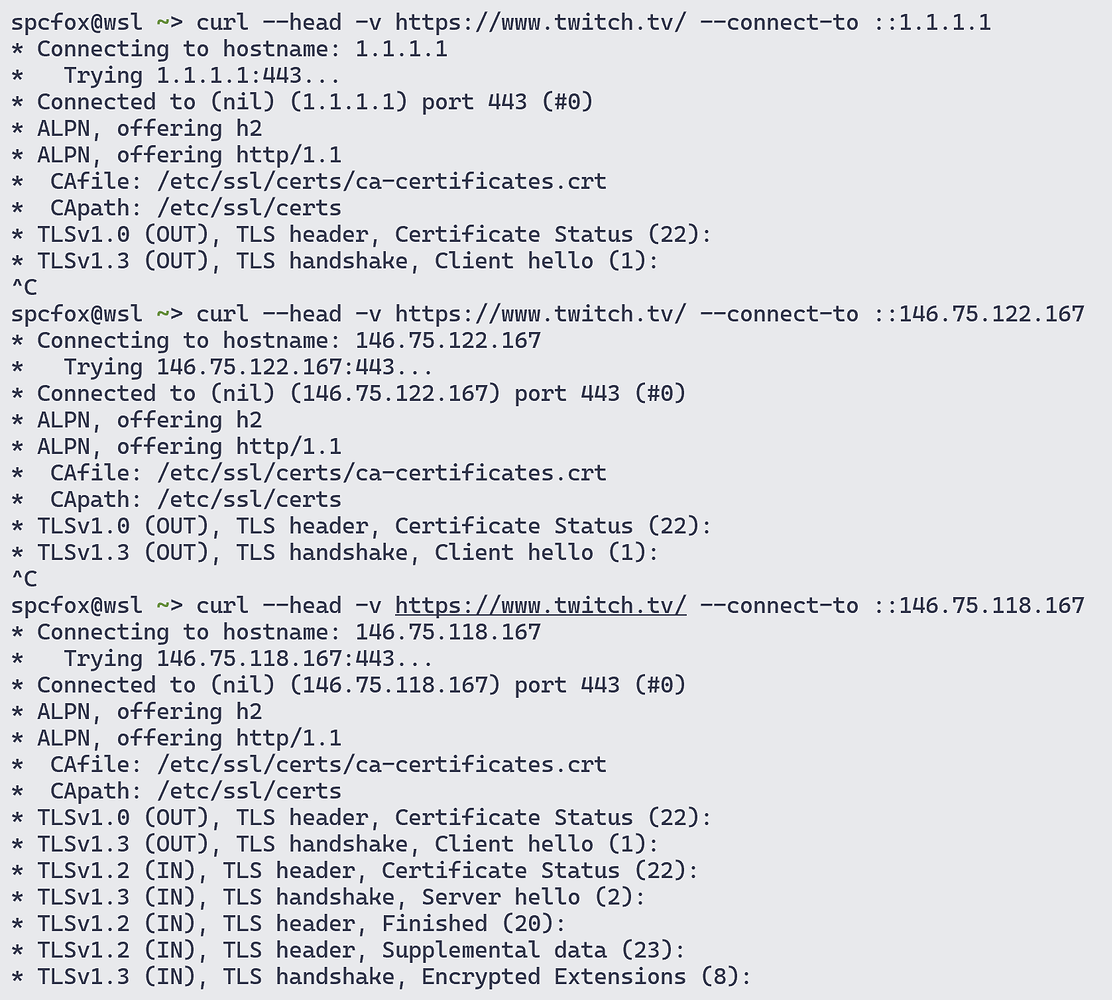 spcfox@wsl ~> curl --head -v https://www.twitch.tv/ --connect-to ::1.1.1.1
* Connecting to hostname: 1.1.1.1
*   Trying 1.1.1.1:443...
* Connected to (nil) (1.1.1.1) port 443 (#0)
* ALPN, offering h2
* ALPN, offering http/1.1
*  CAfile: /etc/ssl/certs/ca-certificates.crt
*  CApath: /etc/ssl/certs
* TLSv1.0 (OUT), TLS header, Certificate Status (22):
* TLSv1.3 (OUT), TLS handshake, Client hello (1):
^C
spcfox@wsl ~> curl --head -v https://www.twitch.tv/ --connect-to ::146.75.122.167
* Connecting to hostname: 146.75.122.167
*   Trying 146.75.122.167:443...
* Connected to (nil) (146.75.122.167) port 443 (#0)
* ALPN, offering h2
* ALPN, offering http/1.1
*  CAfile: /etc/ssl/certs/ca-certificates.crt
*  CApath: /etc/ssl/certs
* TLSv1.0 (OUT), TLS header, Certificate Status (22):
* TLSv1.3 (OUT), TLS handshake, Client hello (1):
^C
spcfox@wsl ~> curl --head -v https://www.twitch.tv/ --connect-to ::146.75.118.167
* Connecting to hostname: 146.75.118.167
*   Trying 146.75.118.167:443...
* Connected to (nil) (146.75.118.167) port 443 (#0)
* ALPN, offering h2
* ALPN, offering http/1.1
*  CAfile: /etc/ssl/certs/ca-certificates.crt
*  CApath: /etc/ssl/certs
* TLSv1.0 (OUT), TLS header, Certificate Status (22):
* TLSv1.3 (OUT), TLS handshake, Client hello (1):
* TLSv1.2 (IN), TLS header, Certificate Status (22):
* TLSv1.3 (IN), TLS handshake, Server hello (2):
* TLSv1.2 (IN), TLS header, Finished (20):
* TLSv1.2 (IN), TLS header, Supplemental data (23):
* TLSv1.3 (IN), TLS handshake, Encrypted Extensions (8):